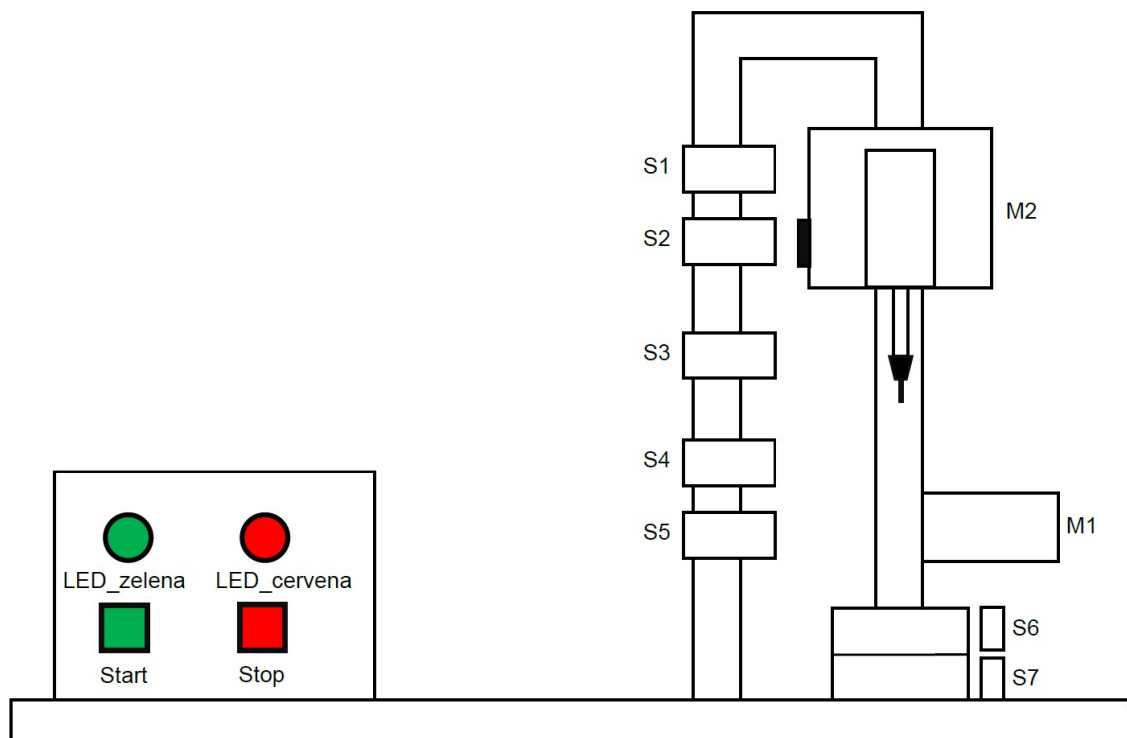 S1
S2
M2
S3
S4
S5
M1
LED_zelena
LED_cervena
Start
Stop
S6
S7